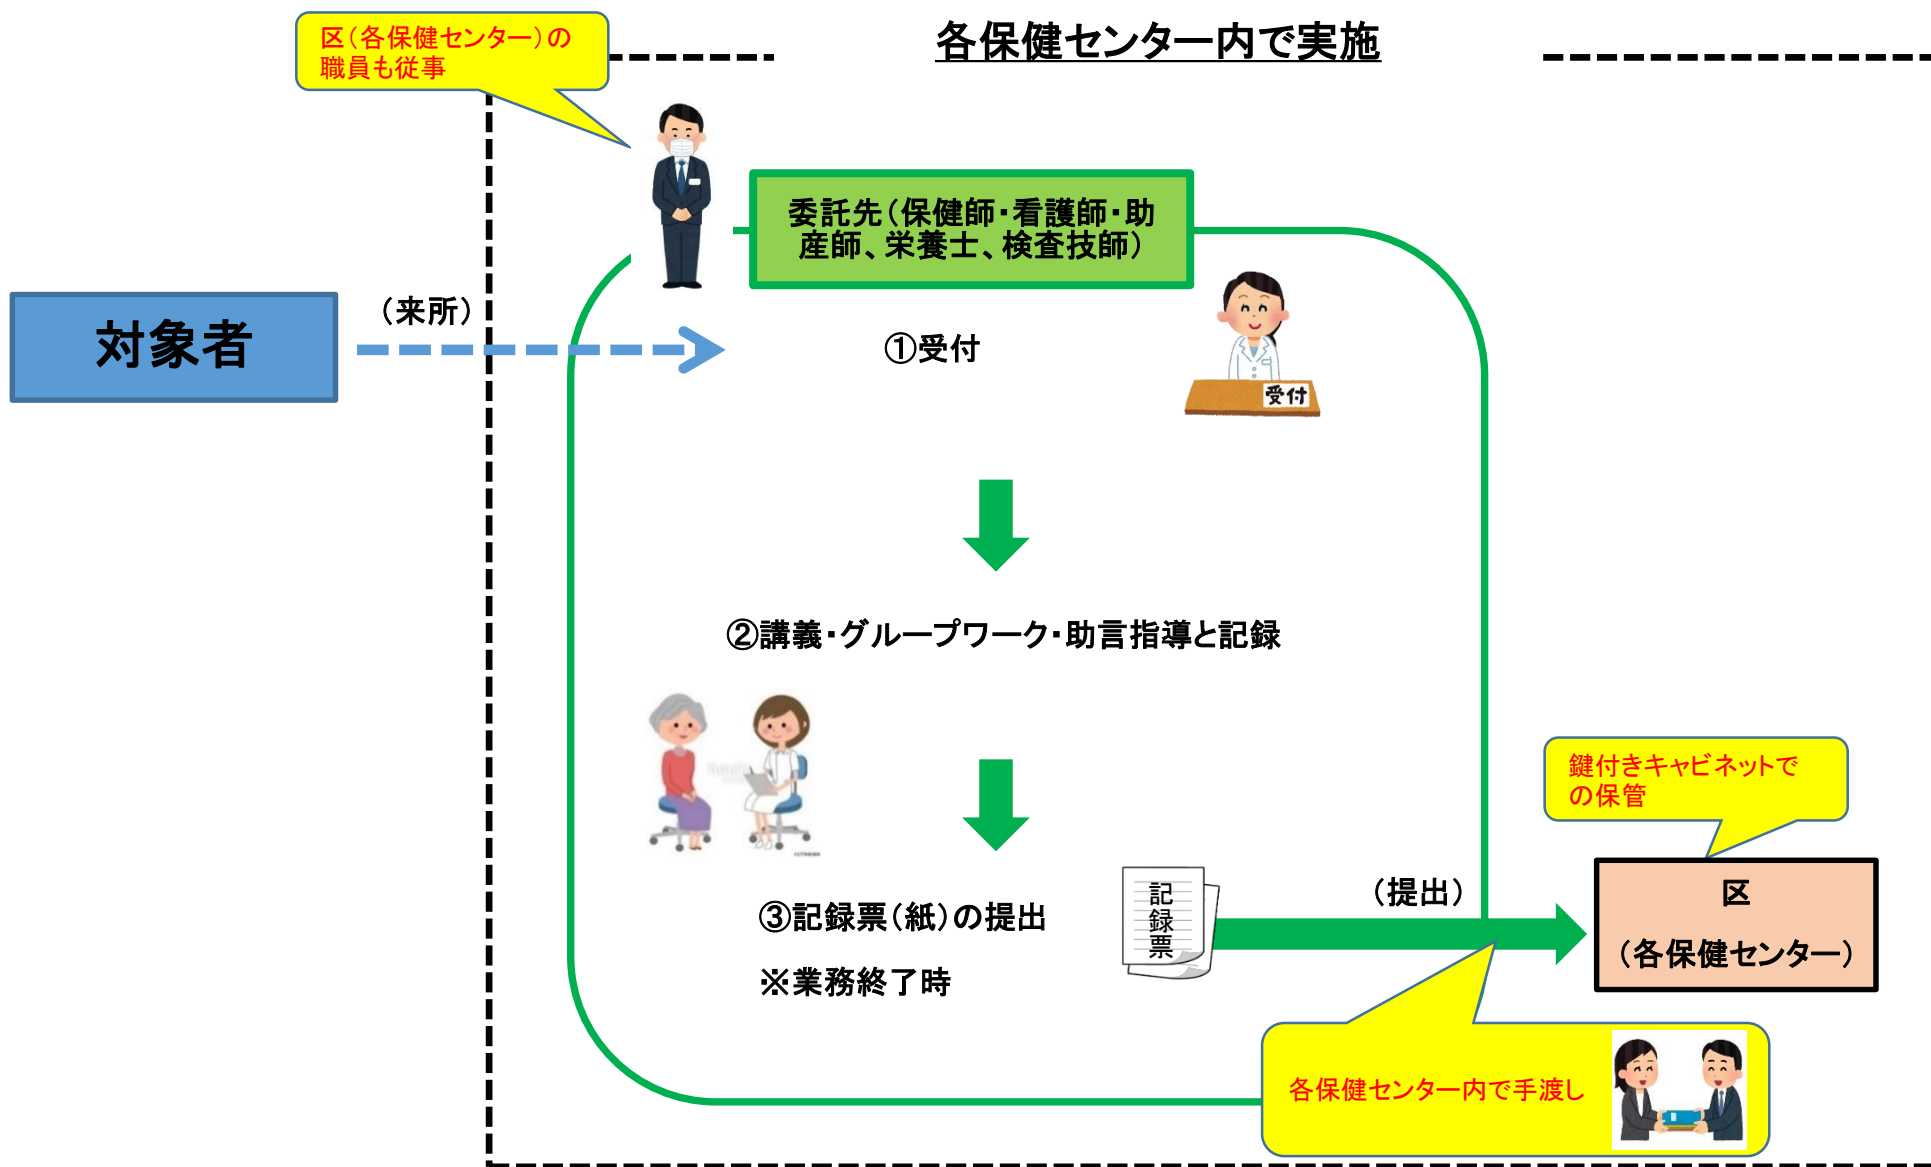 各保健センター内で実施
区（各保健センター）の
職員も従事
委託先（保健師・看護師・助
産師、栄養士、検査技師）
対象者
（来所）
①受付
受付
②講義・グループワーク・助言指導と記録
鍵付きキャビネットで
の保管
③記録票（紙）の提出
※業務終了時
記録票
（提出）
区
（各保健センター）
各保健センター内で手渡し